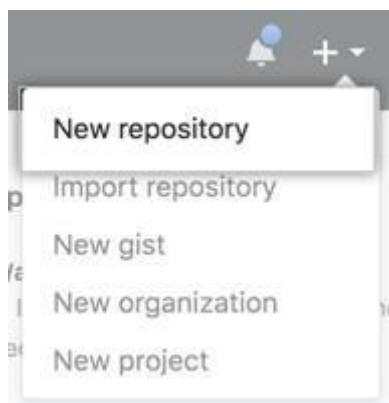 New repository
Import repository
New gist
New organization
New project